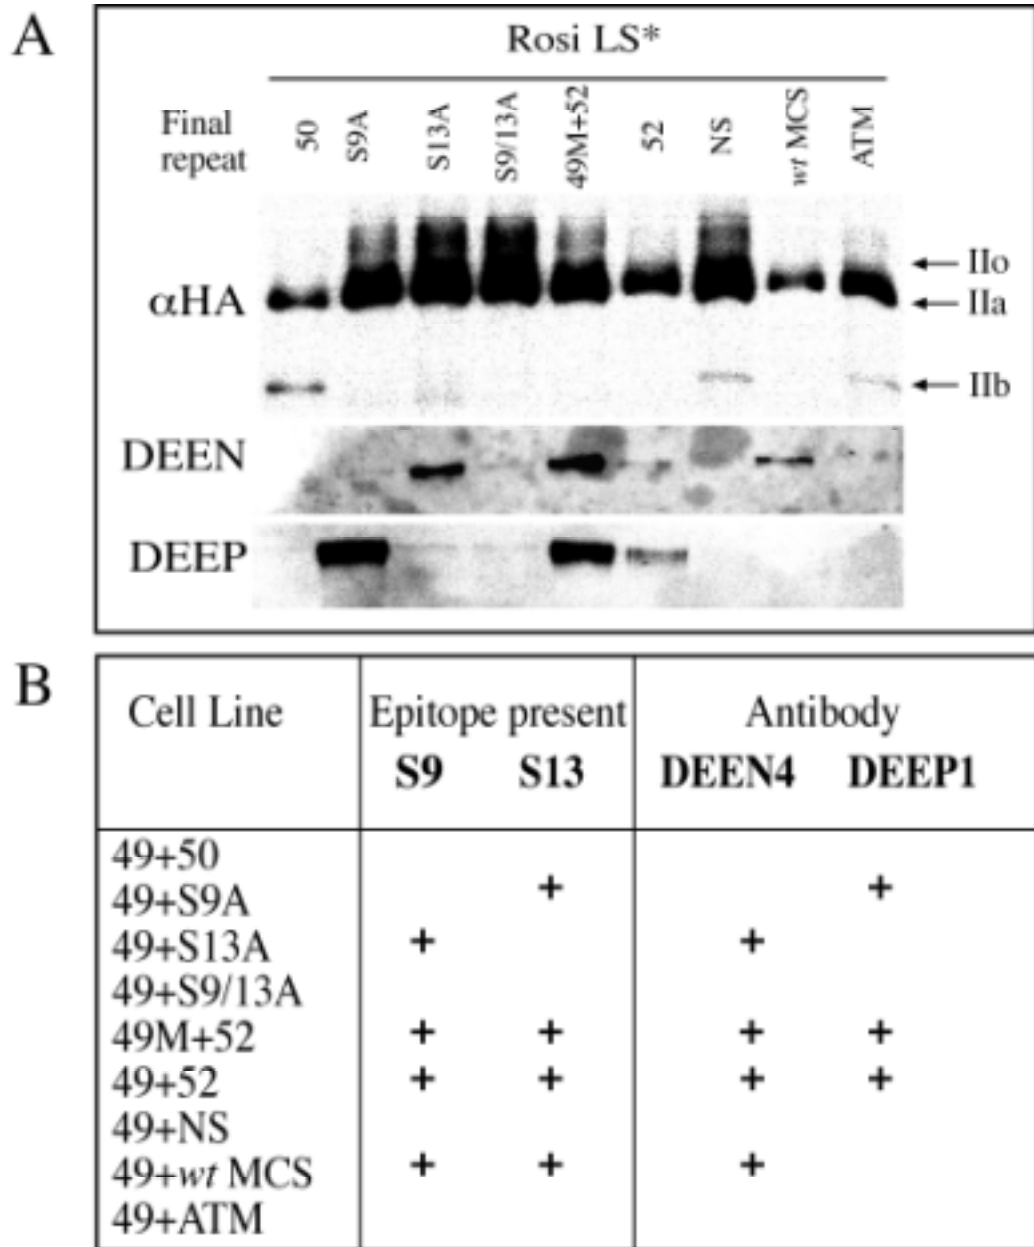 A
Rosi LS*
Final repeat
50 S9A S13A S9/13A 49M+52 52 NS wt MCS ATM
αHA
← IIo
← IIa
← IIb
DEEN
DEEP
B
Cell Line Epitope present Antibody
S9 S13 DEEN4 DEEP1
49+50
49+S9A + +
49+S13A + +
49+S9/13A
49M+52 + + + +
49+52 + + + +
49+NS
49+wt MCS + + +
49+ATM